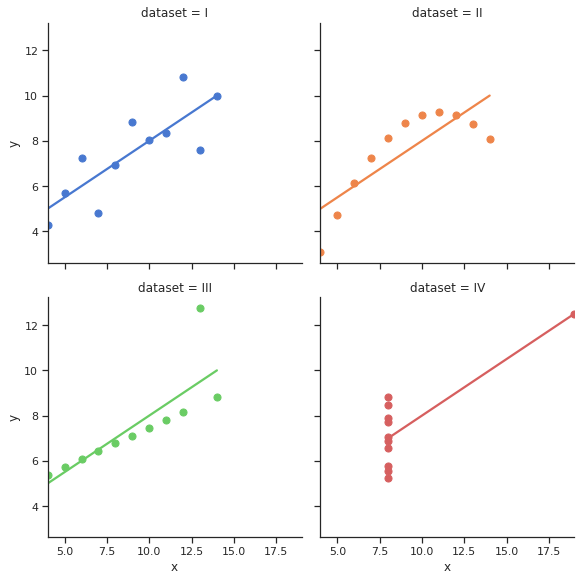 dataset = I
dataset = II
12
10
8
6
4
y
dataset = III
dataset = IV
12
10
8
6
4
y
5.0 7.5 10.0 12.5 15.0 17.5
5.0 7.5 10.0 12.5 15.0 17.5
x
x